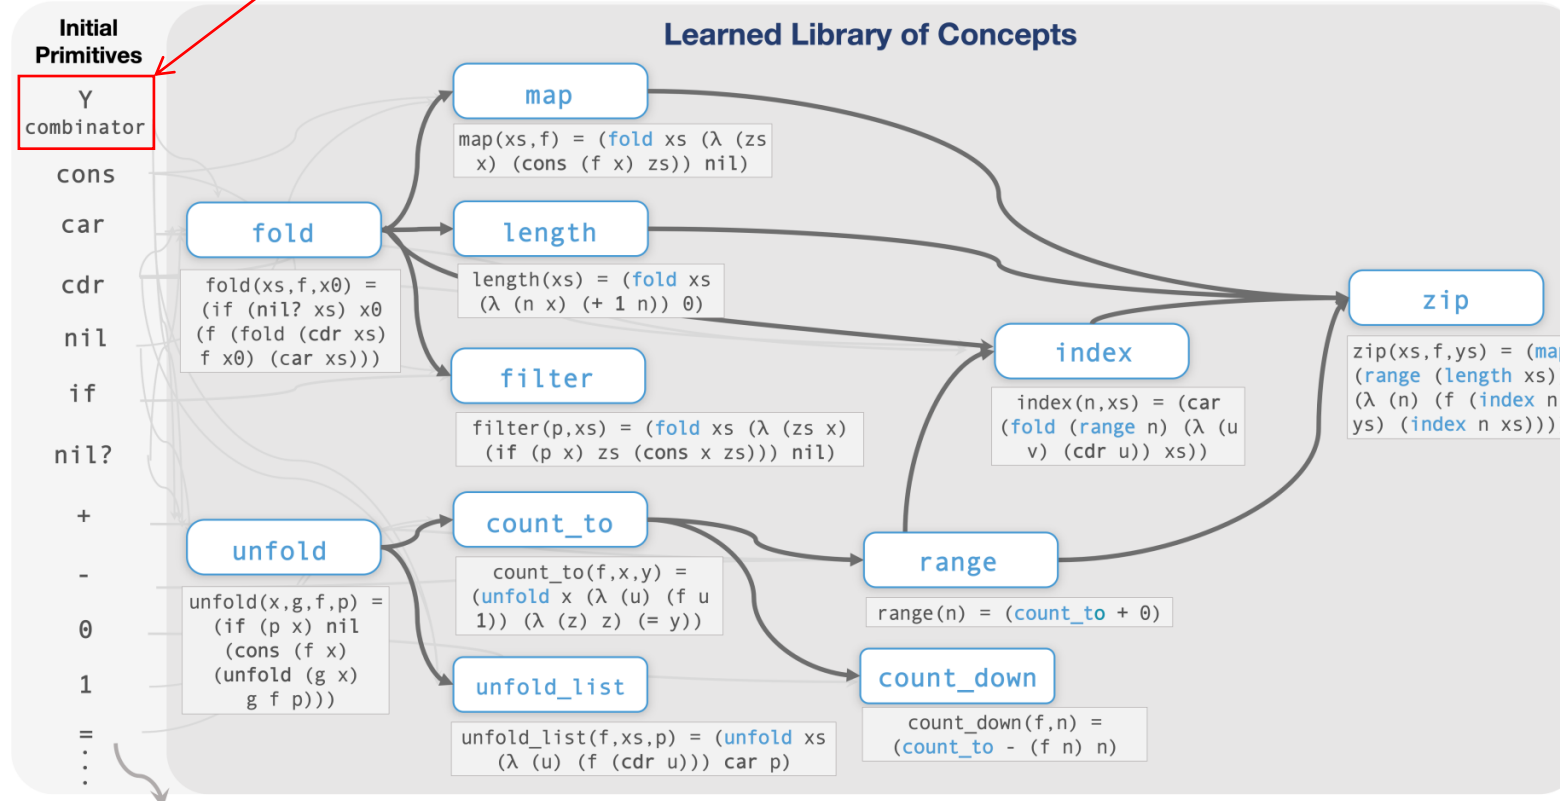 Initial
Primitives
Y
combinator
cons
car
cdr
nil
if
nil?
+
-
0
1
=
Learned Library of Concepts
fold
fold(xs,f,x0) =
(if (nil? xs) x0
(f (fold (cdr xs)
f x0) (car xs)))
unfold
unfold(x,g,f,p) =
(if (p x) nil
(cons (f x)
(unfold (g x)
g f p)))
map
map(xs,f) = (fold xs (λ (zs
x) (cons (f x) zs)) nil)
length
length(xs) = (fold xs
(λ (n x) (+ 1 n)) 0)
filter
filter(p,xs) = (fold xs (λ (zs x)
(if (p x) zs (cons x zs))) nil)
count_to
count_to(f,x,y) =
(unfold x (λ (u) (f u
1)) (λ (z) z) (= y))
unfold_list
unfold_list(f,xs,p) = (unfold xs
(λ (u) (f (cdr u))) car p)
index
index(n,xs) = (car
(fold (range n) (λ (u
v) (cdr u)) xs))
range
range(n) = (count_to + 0)
count_down
count_down(f,n) =
(count_to - (f n) n)
zip
zip(xs,f,ys) = (map
(range (length xs)
(λ (n) (f (index n
ys) (index n xs)))